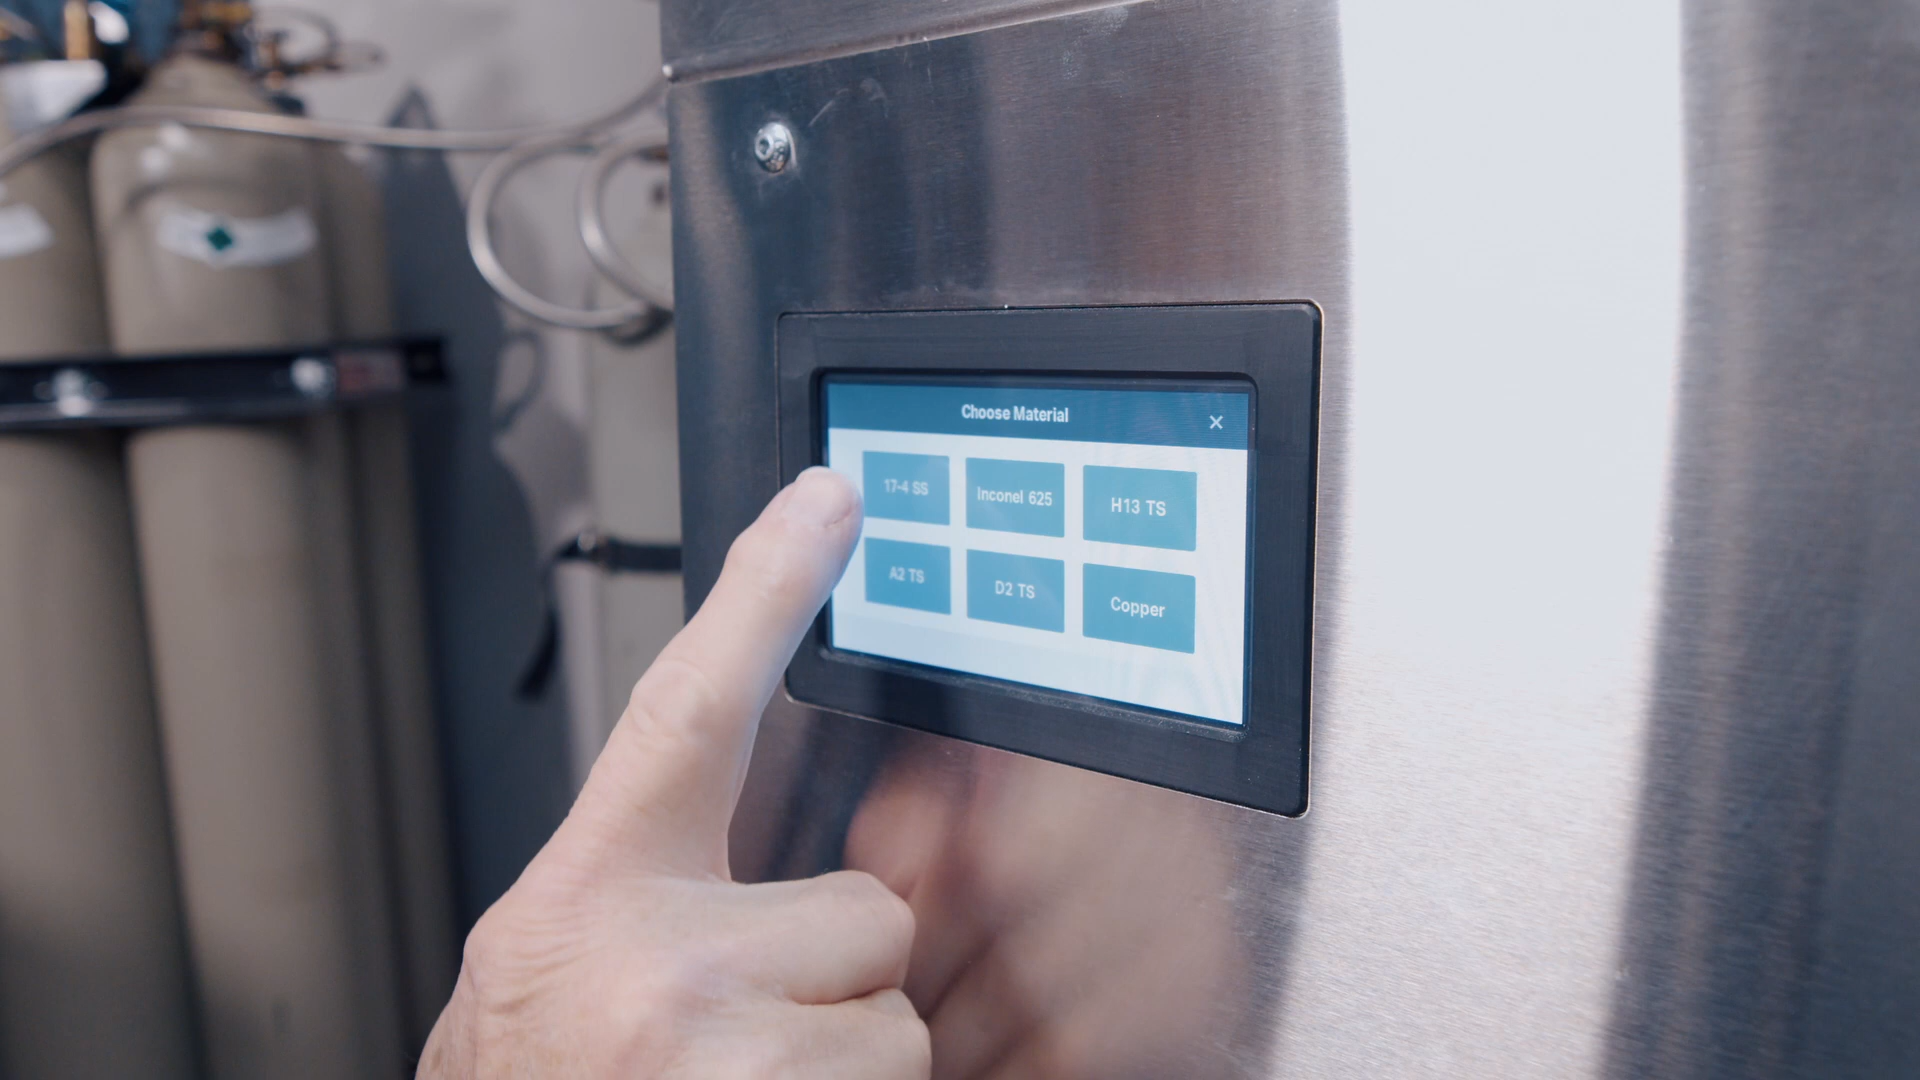 Choose Material ×
17-4 SS
Inconel 625
H13 TS
A2 TS
D2 TS
Copper